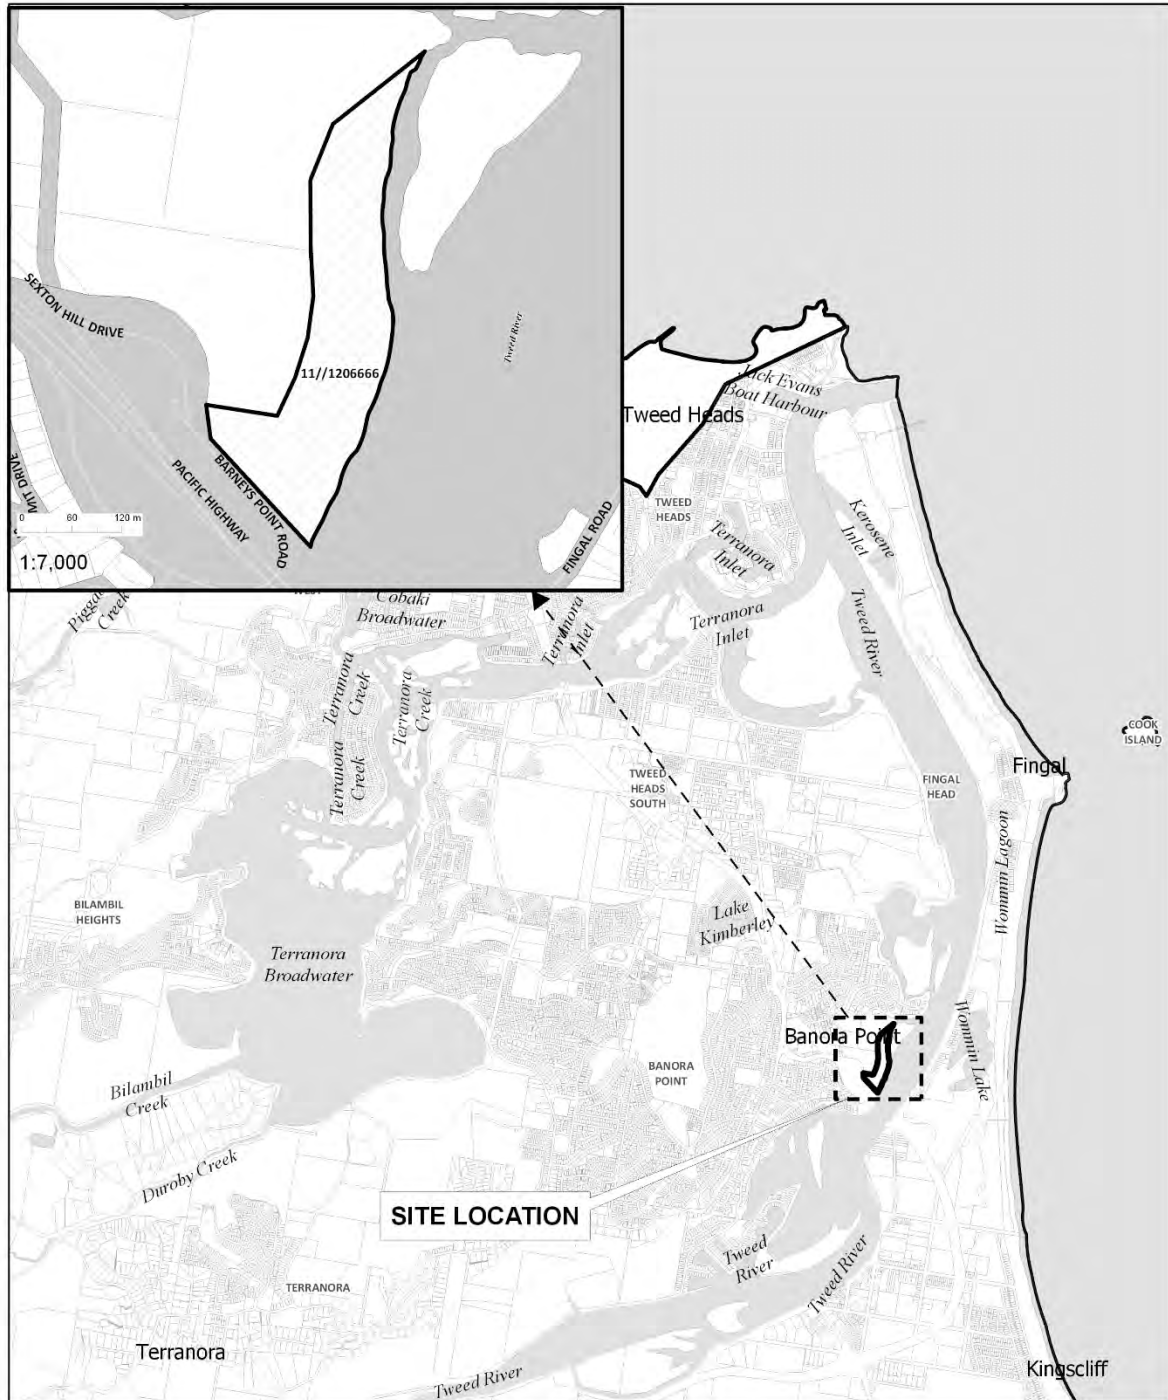 SEXTON HILL DRIVE
11//1206666
Tweed River
BARNEYS POINT ROAD
PACIFIC HIGHWAY
FINGAL ROAD
MIT DRIVE
0 60 120 m
1:7,000
Jack Evans
Boat Harbour
Tweed Heads
TWEED
HEADS
Kerosene
Inlet
Terranora
Inlet
Terranora
Inlet
Tweed River
Piggab
Creek
Cobaki
Broadwater
Terranora
Inlet
Terranora
Creek
Terranora
Creek
Terranora
Creek
COOK
ISLAND
Fingal
FINGAL
HEAD
TWEED
HEADS
SOUTH
Wommin Lagoon
BILAMBIL
HEIGHTS
Lake
Kimberley
Terranora
Broadwater
Wommin Lake
Banora Point
BANORA
POINT
Bilambil
Creek
Duroby Creek
SITE LOCATION
Tweed
River
Tweed River
TERRANORA
Terranora
Tweed River
Kingscliff